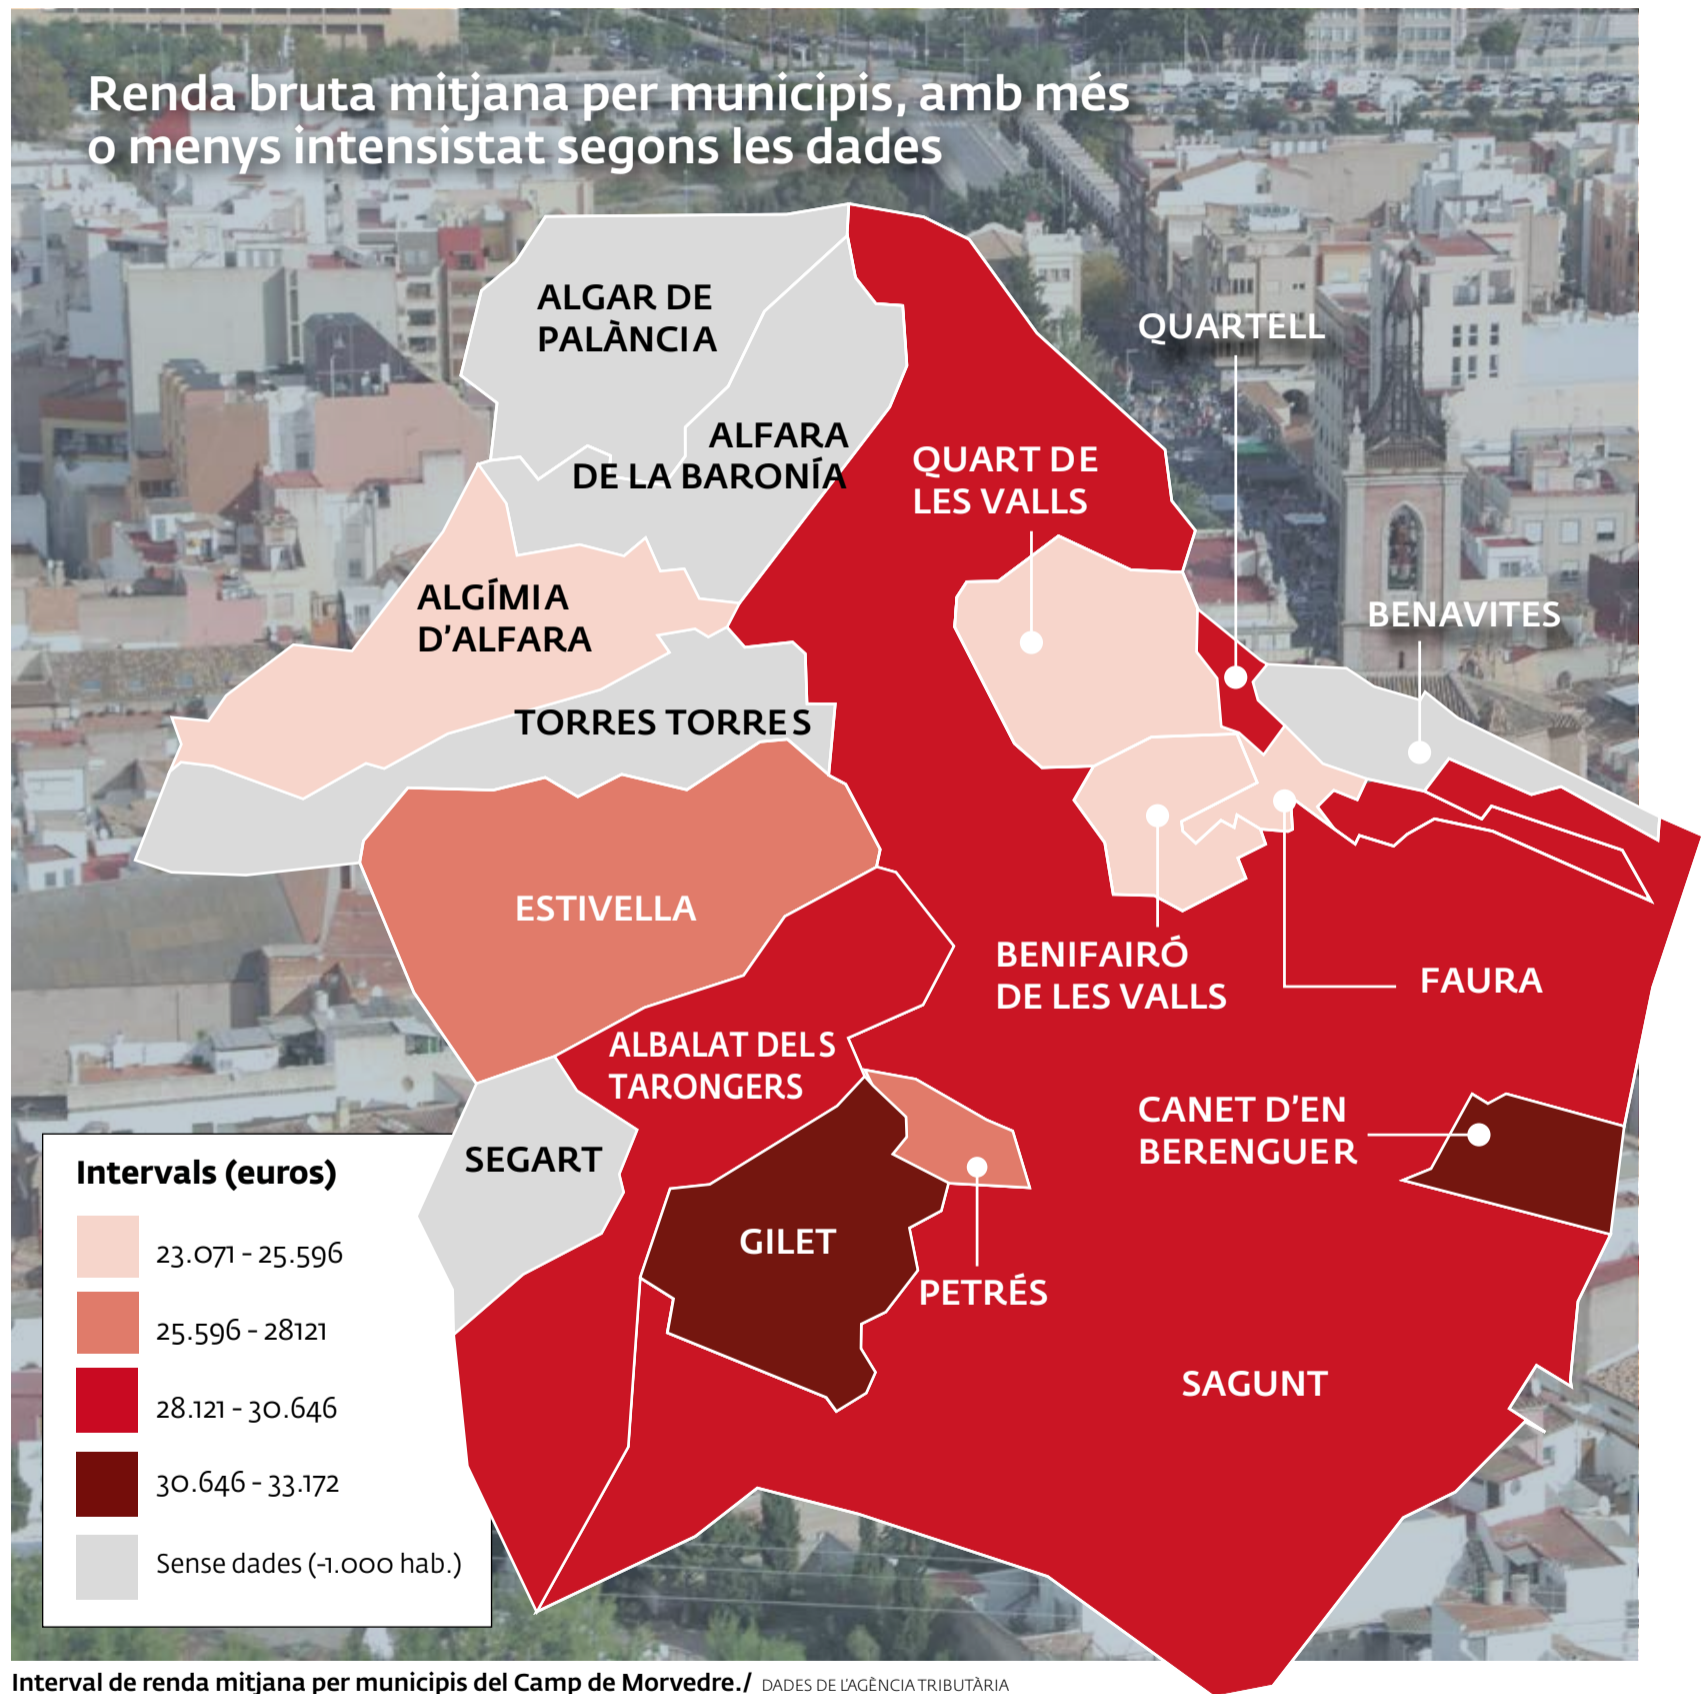 Renda bruta mitjana per municipis, amb més
o menys intensistat segons les dades
ALGAR DE
PALÀNCIA
QUARTELL
ALFARA
DE LA BARONÍA
QUART DE
LES VALLS
ALGÍMIA
D'ALFARA
BENAVITES
TORRES TORRES
ESTIVELLA
BENIFAIRÓ
DE LES VALLS
FAURA
ALBALAT DELS
TARONGERS
CANET D'EN
BERENGUER
SEGART
GILET
PETRÉS
SAGUNT
Intervals (euros)
23.071 - 25.596
25.596 - 28121
28.121 - 30.646
30.646 - 33.172
Sense dades (-1.000 hab.)
Interval de renda mitjana per municipis del Camp de Morvedre./ DADES DE L'AGÈNCIA TRIBUTÀRIA